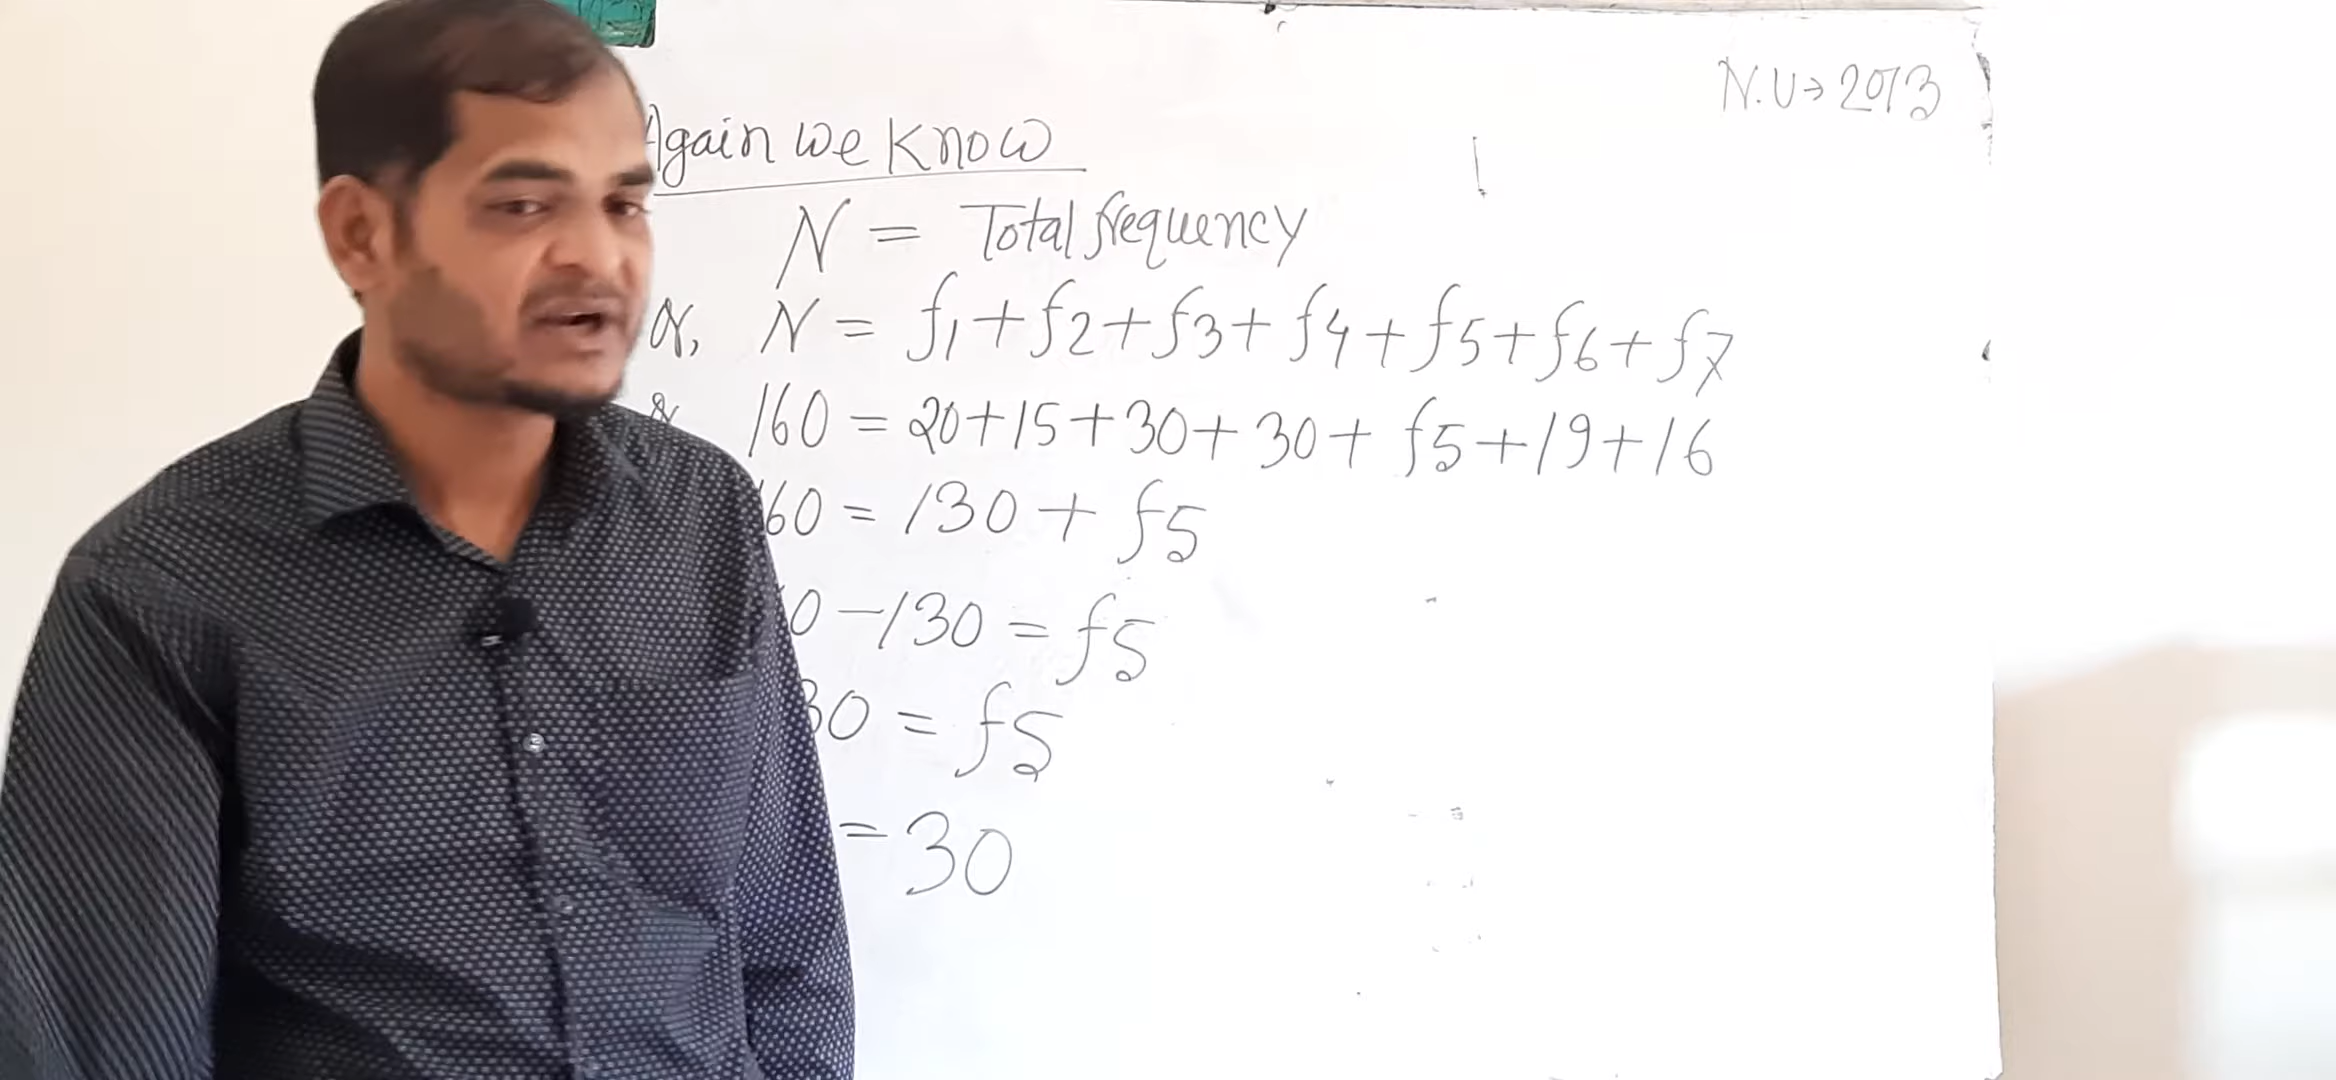 N.U→2013
Again we know
N = Total frequency
or, N = f1+f2+f3+f4+f5+f6+f7
160 = 20+15+30+30+f5+19+16
60 = 130+f5
0-130 = f5
30 = f5
= 30